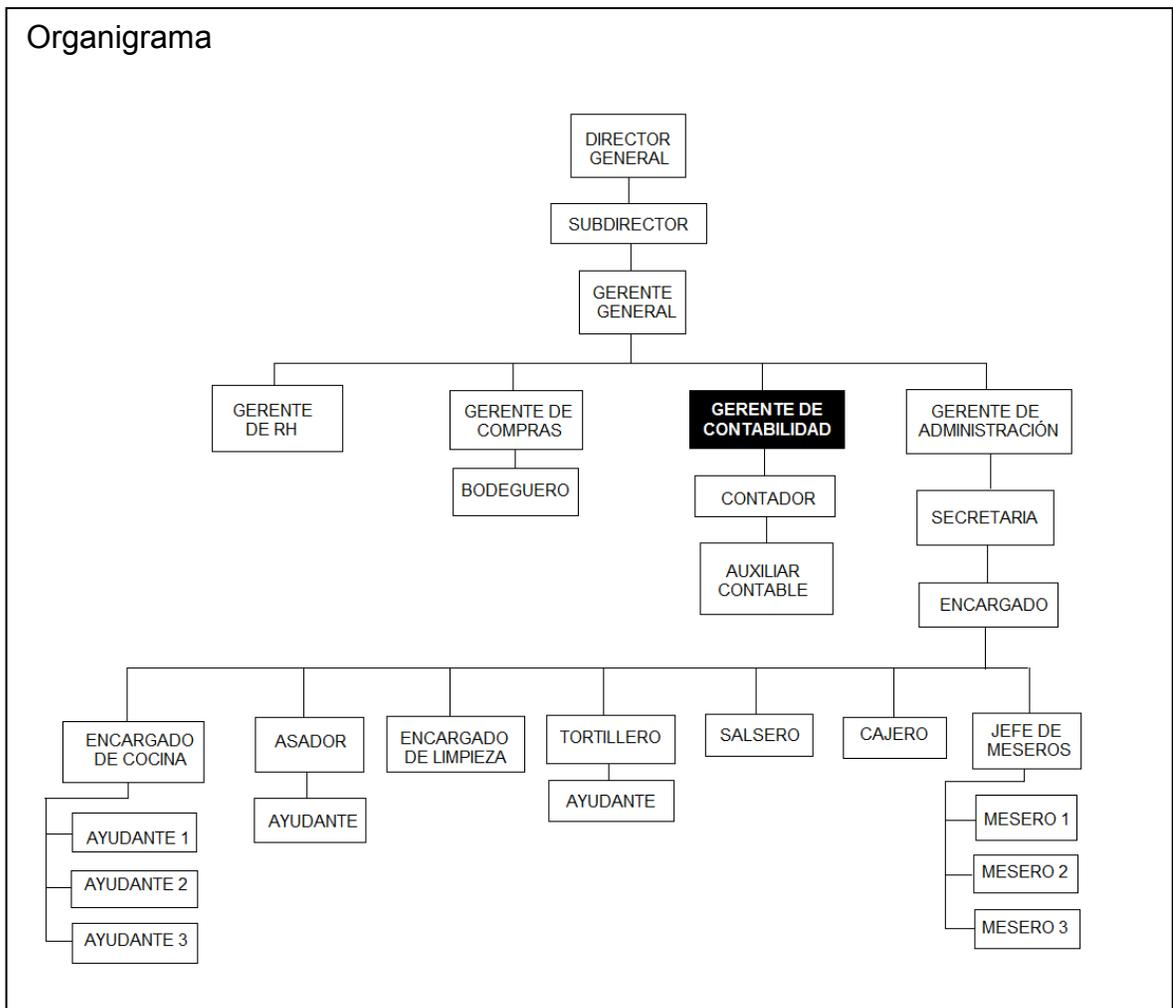 Organigrama
DIRECTOR
GENERAL
SUBDIRECTOR
GERENTE
GENERAL
GERENTE
DE RH
GERENTE DE
COMPRAS
GERENTE DE
CONTABILIDAD
GERENTE DE
ADMINISTRACIÓN
BODEGUERO
CONTADOR
SECRETARIA
AUXILIAR
CONTABLE
ENCARGADO
ENCARGADO
DE COCINA
ASADOR
ENCARGADO
DE LIMPIEZA
TORTILLERO
SALSERO
CAJERO
JEFE DE
MESEROS
AYUDANTE 1
AYUDANTE 2
AYUDANTE 3
AYUDANTE
AYUDANTE
MESERO 1
MESERO 2
MESERO 3